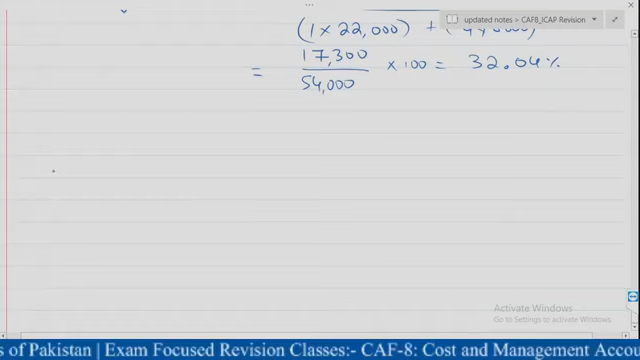 updated notes > CAF8_ICAP Revision
(1 × 22,000) + (
17,300
= × 100 = 32.04%
54,000
Activate Windows
Go to Settings to activate Windows.
s of Pakistan | Exam Focused Revision Classes:- CAF-8: Cost and Management Acco